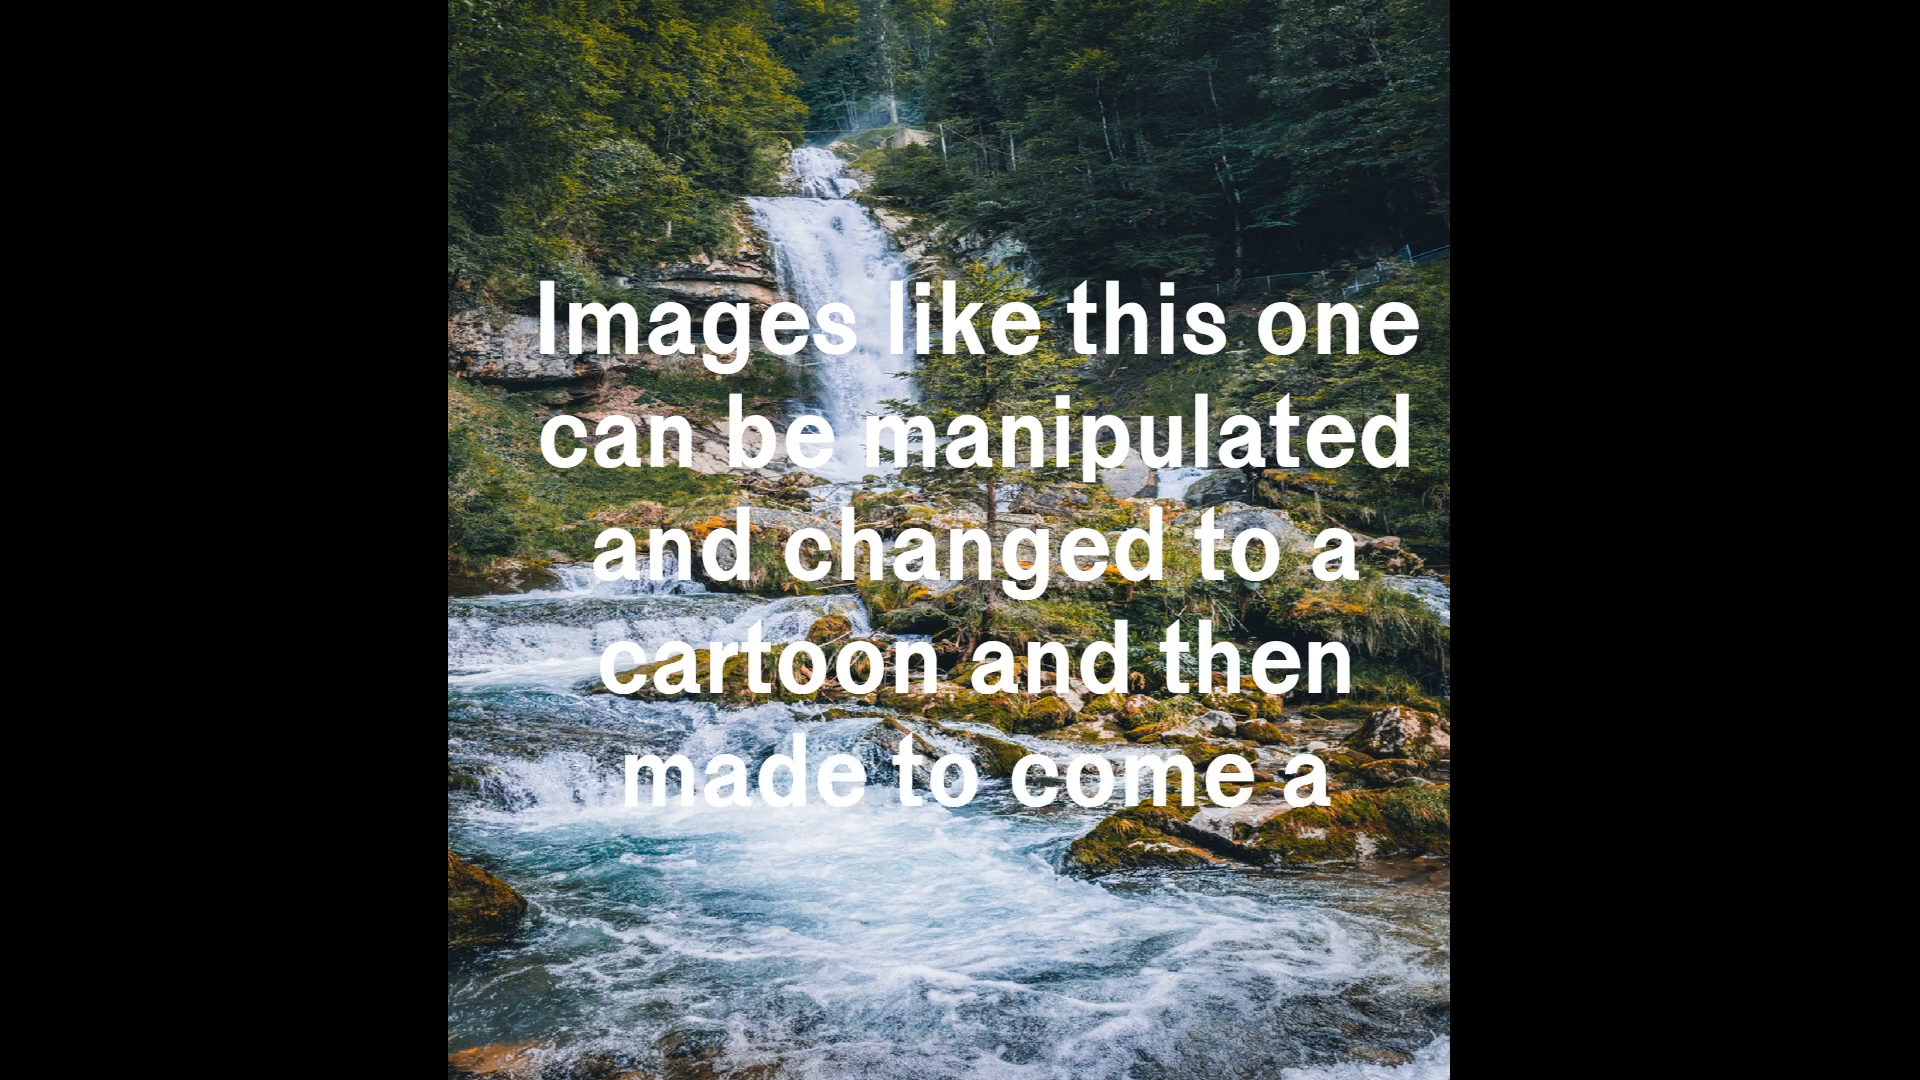 Images like this one
can be manipulated
and changed to a
cartoon and then
made to come a